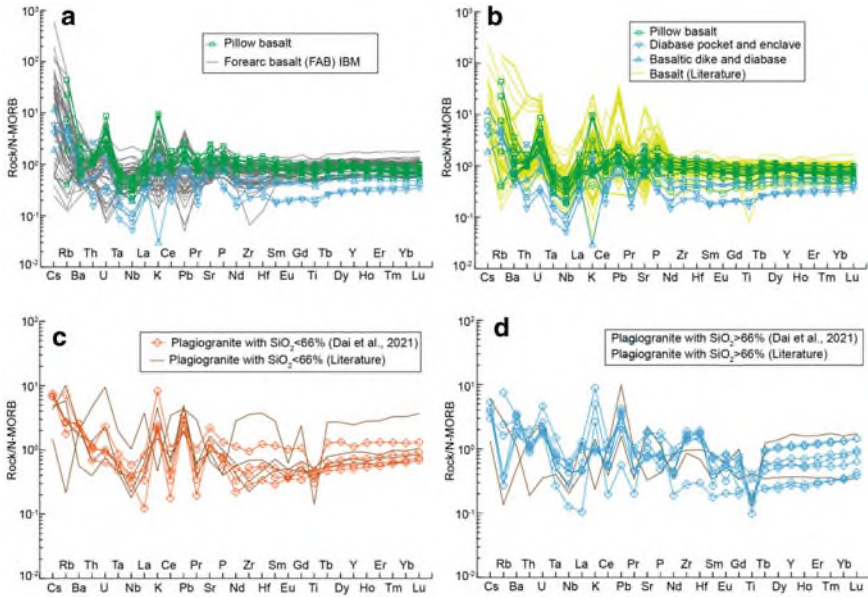 a
Pillow basalt
Forearc basalt (FAB) IBM
Rock/N-MORB
10³
10²
10¹
10⁰
10⁻¹
10⁻²
Rb Th Ta La Ce Pr P Zr Sm Gd Tb Y Er Yb
Cs Ba U Nb K Pb Sr Nd Hf Eu Ti Dy Ho Tm Lu
b
Pillow basalt
Diabase pocket and enclave
Basaltic dike and diabase
Basalt (Literature)
Rock/N-MORB
10³
10²
10¹
10⁰
10⁻¹
10⁻²
Rb Th Ta La Ce Pr P Zr Sm Gd Tb Y Er Yb
Cs Ba U Nb K Pb Sr Nd Hf Eu Ti Dy Ho Tm Lu
c
Plagiogranite with SiO₂<66% (Dai et al., 2021)
Plagiogranite with SiO₂<66% (Literature)
Rock/N-MORB
10²
10¹
10⁰
10⁻¹
10⁻²
Rb Th Ta La Ce Pr P Zr Sm Gd Tb Y Er Yb
Cs Ba U Nb K Pb Sr Nd Hf Eu Ti Dy Ho Tm Lu
d
Plagiogranite with SiO₂>66% (Dai et al., 2021)
Plagiogranite with SiO₂>66% (Literature)
Rock/N-MORB
10²
10¹
10⁰
10⁻¹
10⁻²
Rb Th Ta La Ce Pr P Zr Sm Gd Tb Y Er Yb
Cs Ba U Nb K Pb Sr Nd Hf Eu Ti Dy Ho Tm Lu